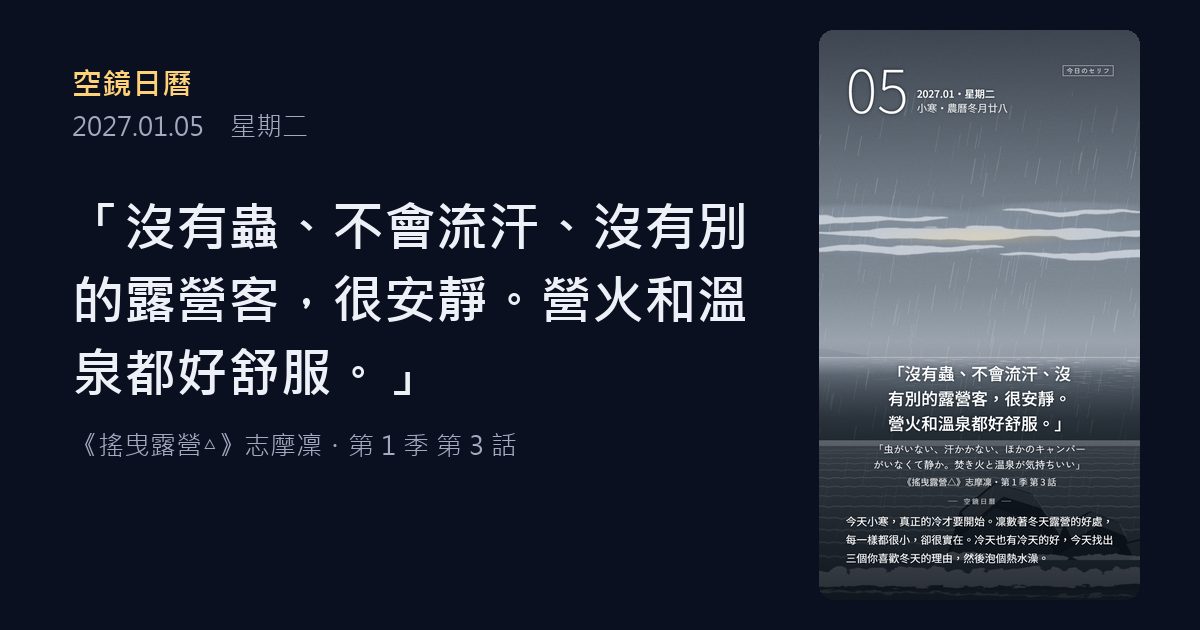 空鏡日曆
2027.01.05 星期二
「沒有蟲、不會流汗、沒有別
的露營客，很安靜。營火和溫
泉都好舒服。」
《搖曳露營△》志摩凜・第 1 季 第 3 話
今日のセリフ
05
2027.01・星期二
小寒・農曆冬月廿八
「沒有蟲、不會流汗、沒
有別的露營客，很安靜。
營火和溫泉都好舒服。」
「虫がいない、汗かかない、ほかのキャンパー
がいなくて静か。焚き火と温泉が気持ちいい」
《搖曳露營△》志摩凜・第 1 季 第 3 話
— 空鏡日曆 —
今天小寒，真正的冷才要開始。凜數著冬天露營的好處，
每一樣都很小，卻很實在。冷天也有冷天的好，今天找出
三個你喜歡冬天的理由，然後泡個熱水澡。